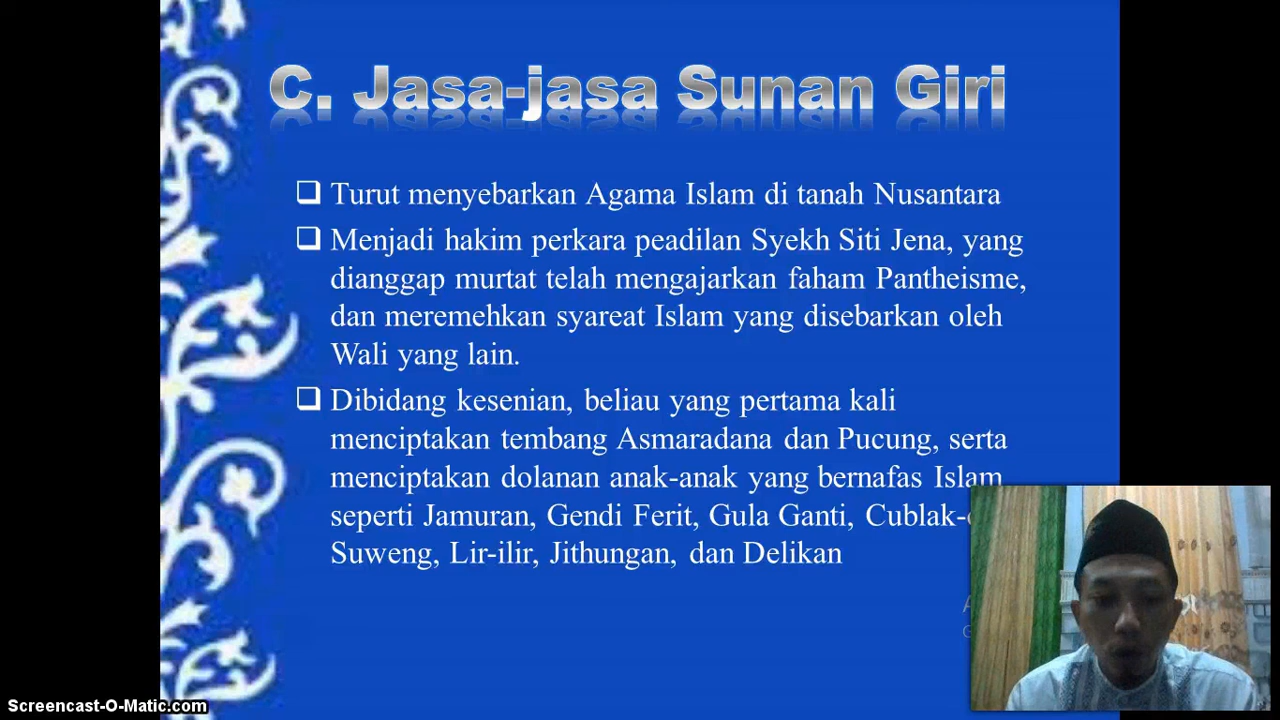 C. Jasa-jasa Sunan Giri
❑ Turut menyebarkan Agama Islam di tanah Nusantara
❑ Menjadi hakim perkara peadilan Syekh Siti Jena, yang
dianggap murtat telah mengajarkan faham Pantheisme,
dan meremehkan syareat Islam yang disebarkan oleh
Wali yang lain.
❑ Dibidang kesenian, beliau yang pertama kali
menciptakan tembang Asmaradana dan Pucung, serta
menciptakan dolanan anak-anak yang bernafas Islam
seperti Jamuran, Gendi Ferit, Gula Ganti, Cublak-
Suweng, Lir-ilir, Jithungan, dan Delikan
Screencast-O-Matic.com